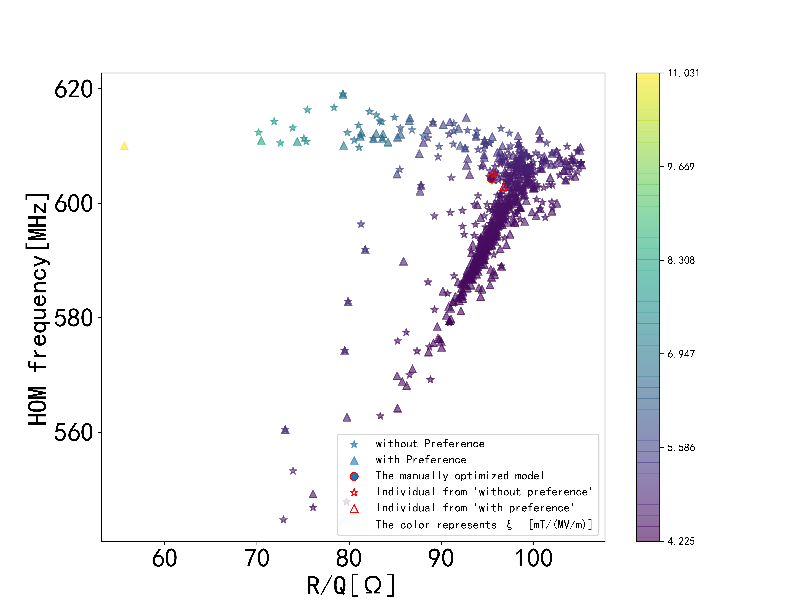 HOM frequency[MHz]
620
600
580
560
60 70 80 90 100
R/Q[Ω]
without Preference
with Preference
The manually optimized model
Individual from 'without preference'
Individual from 'with preference'
The color represents ξ [mT/(MV/m)]
11.031
9.667
8.308
6.947
5.586
4.225